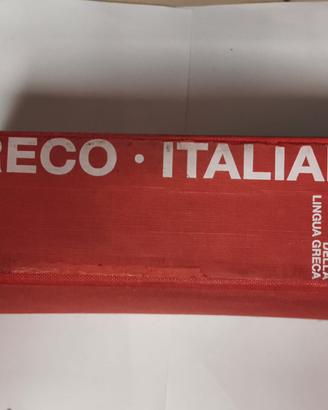 RECO · ITALIA
DELLA
LINGUA GRECA